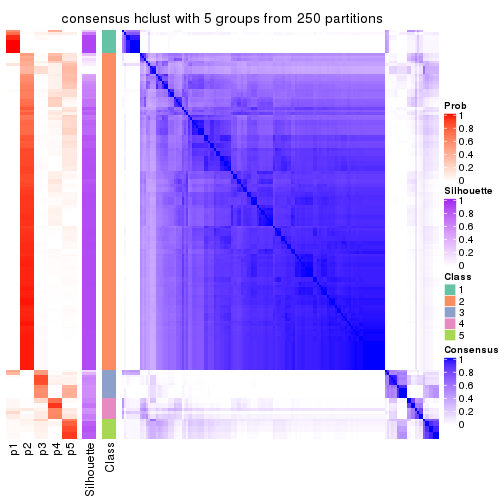 consensus hclust with 5 groups from 250 partitions
Prob
1
0.8
0.6
0.4
0.2
0
Silhouette
1
0.8
0.6
0.4
0.2
0
Class
1
2
3
4
5
Consensus
1
0.8
0.6
0.4
0.2
0
p1
p2
p3
p4
p5
Silhouette
Class